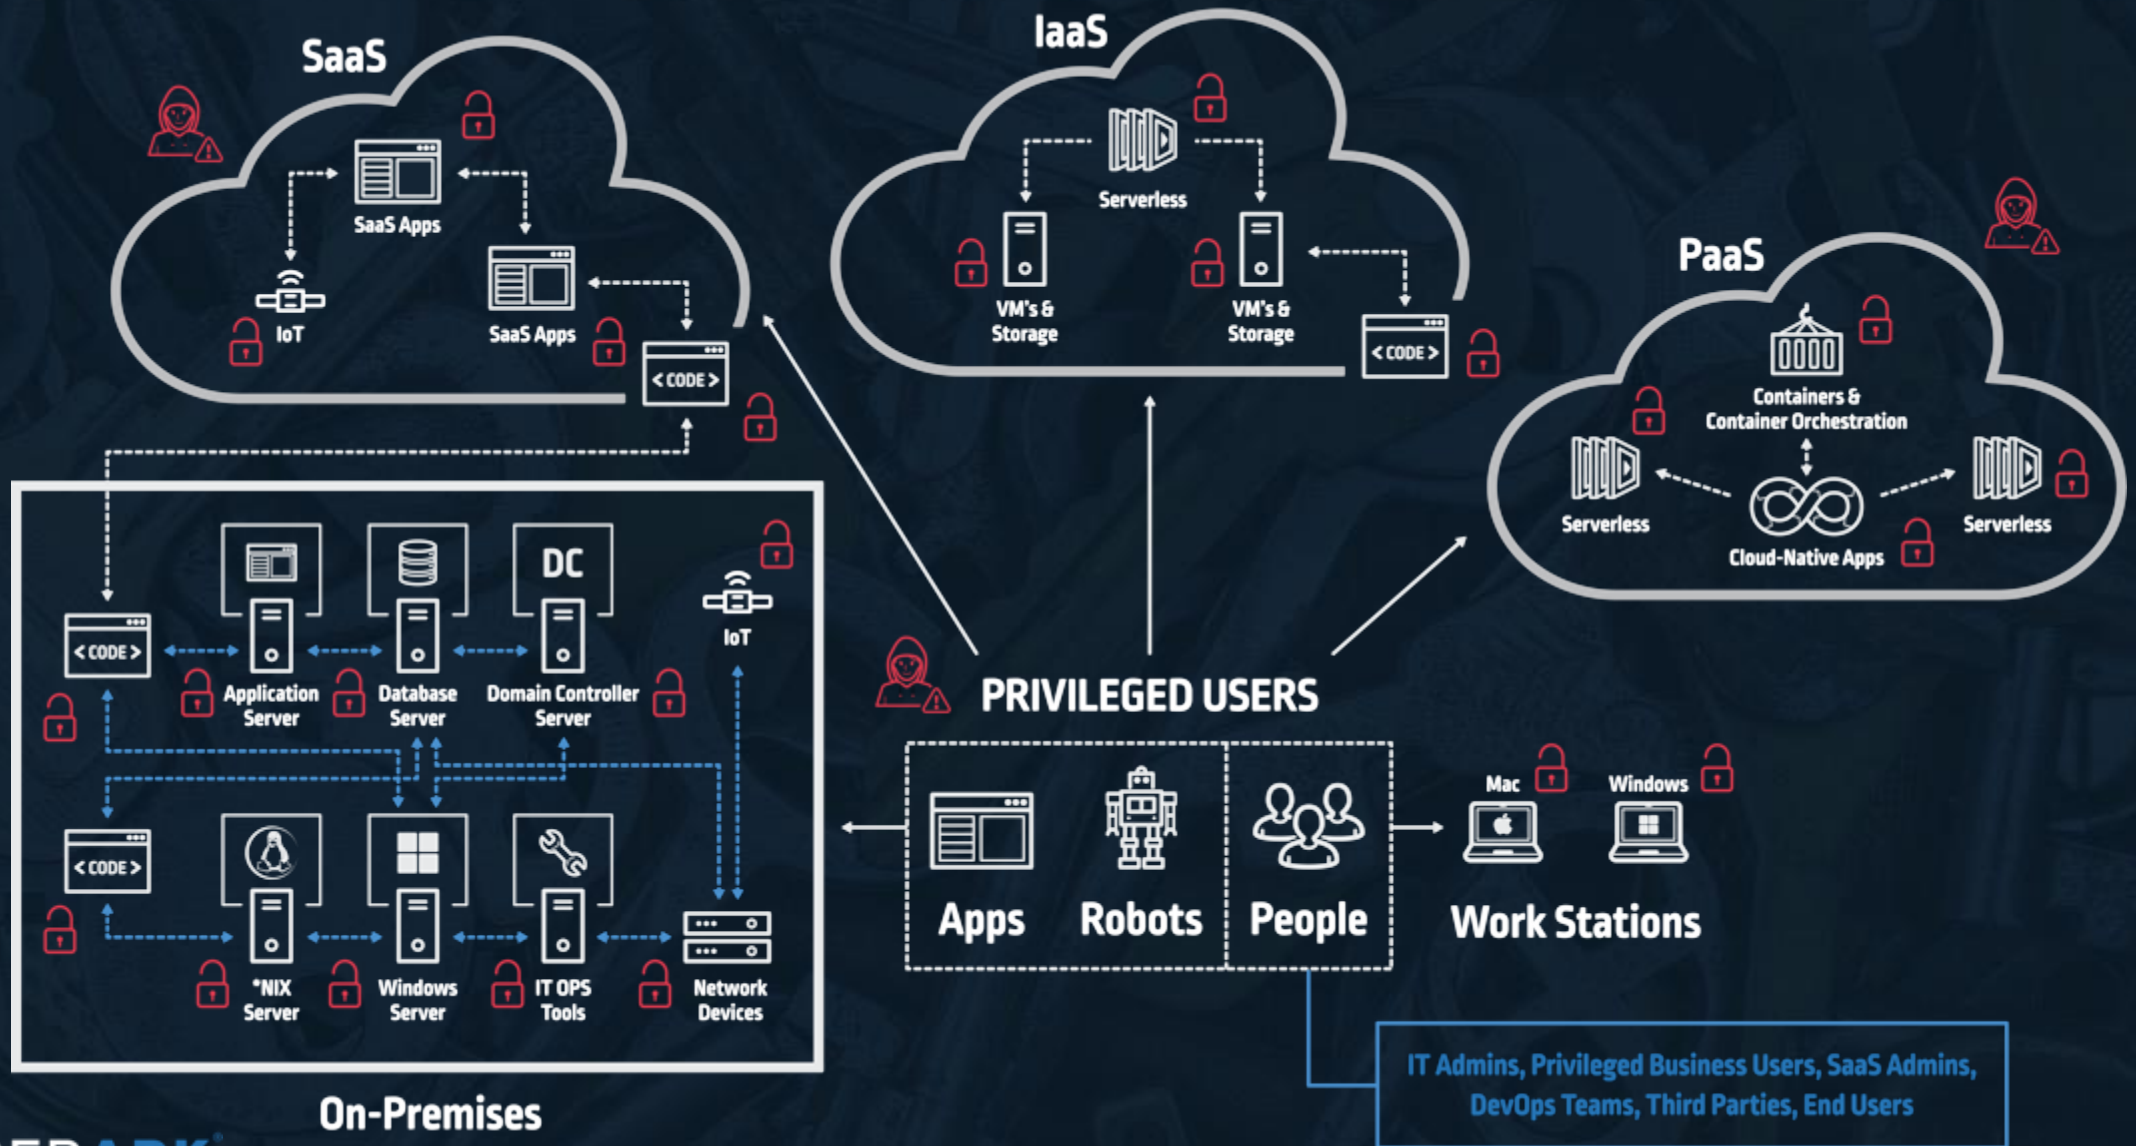 SaaS
SaaS Apps
IoT
SaaS Apps
< CODE >
IaaS
Serverless
VM's &
Storage
VM's &
Storage
< CODE >
PaaS
Containers &
Container Orchestration
Serverless
Serverless
Cloud-Native Apps
DC
IoT
< CODE >
Application
Server
Database
Server
Domain Controller
Server
< CODE >
*NIX
Server
Windows
Server
IT OPS
Tools
Network
Devices
On-Premises
PRIVILEGED USERS
Apps
Robots
People
Mac
Windows
Work Stations
IT Admins, Privileged Business Users, SaaS Admins,
DevOps Teams, Third Parties, End Users